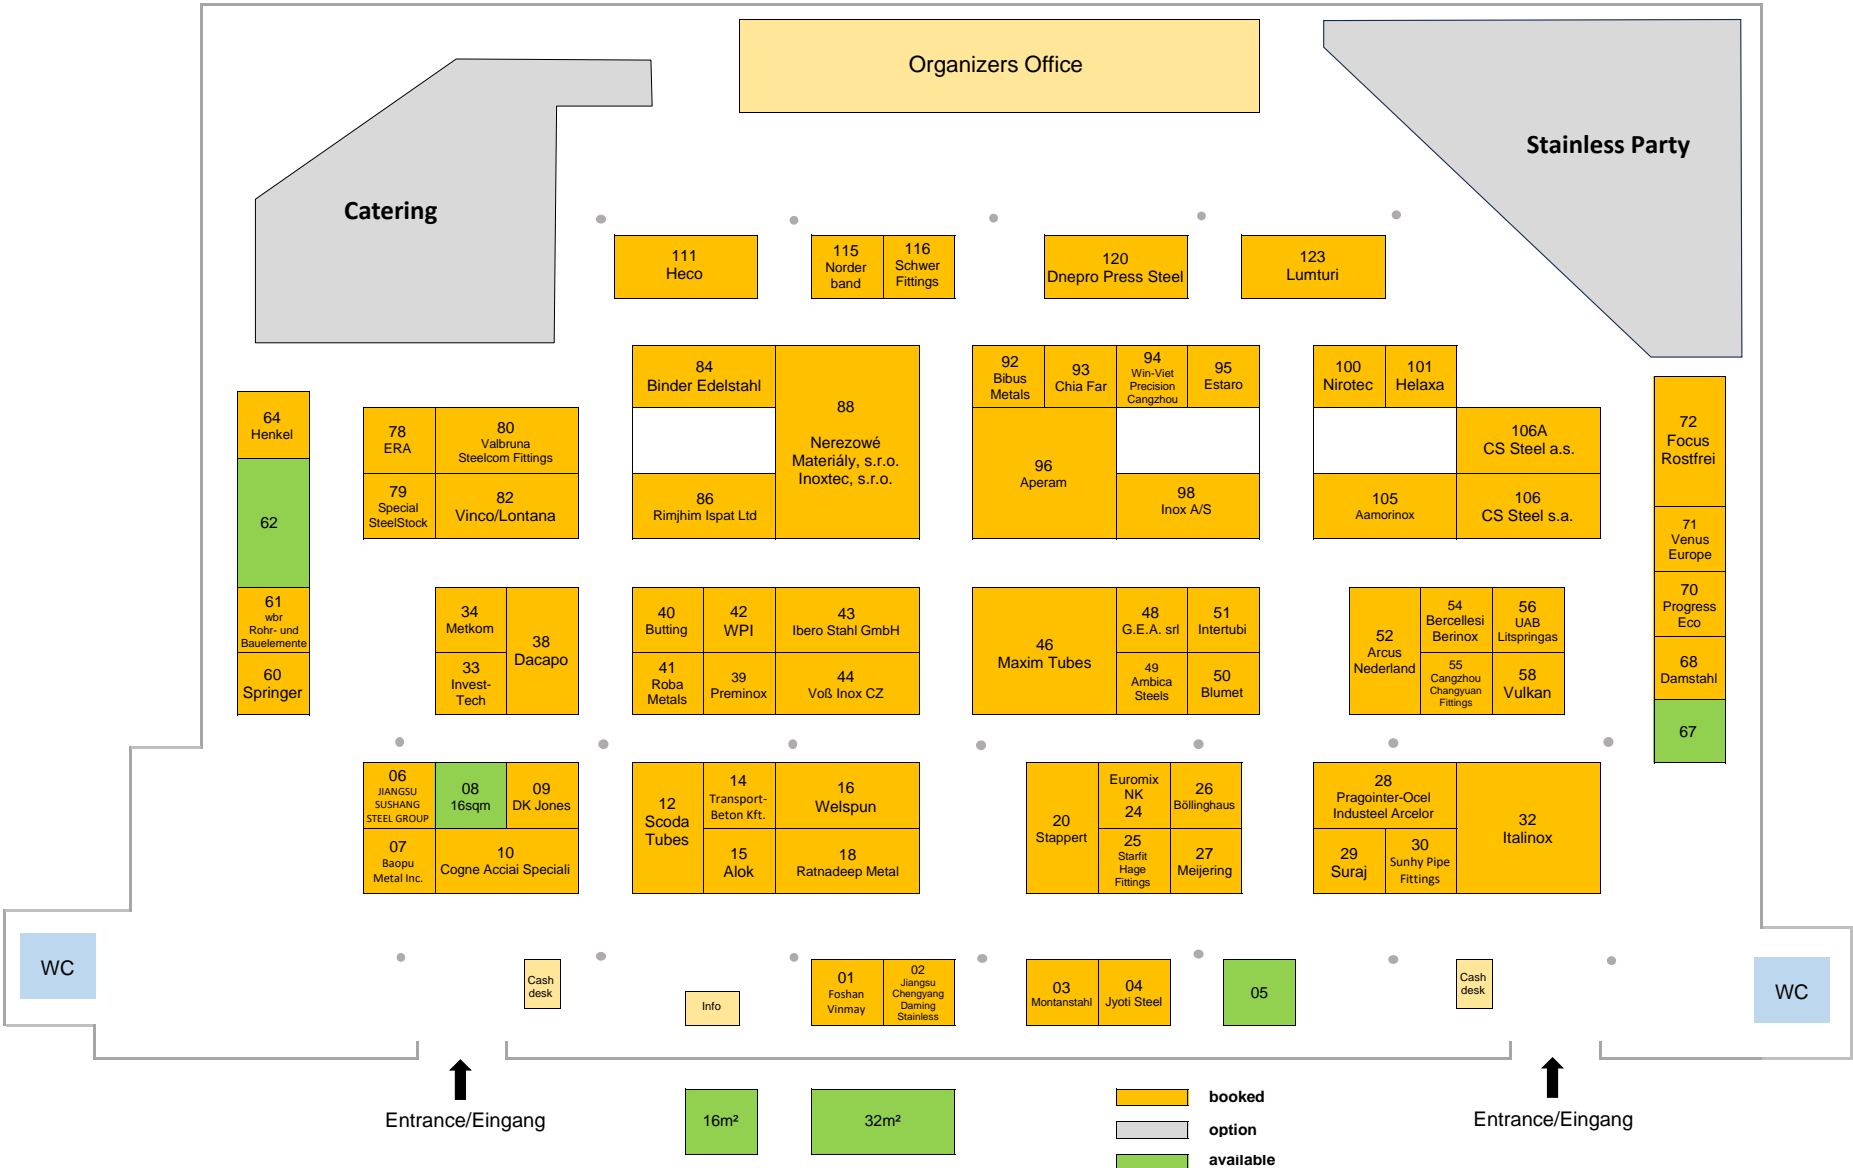 Organizers Office
Stainless Party
Catering
111
Heco
115
Norder
band
116
Schwer
Fittings
120
Dnepro Press Steel
123
Lumturi
84
Binder Edelstahl
88
Nerezowé
Materiály, s.r.o.
Inoxtec, s.r.o.
86
Rimjhim Ispat Ltd
92
Bibus
Metals
93
Chia Far
94
Win-Viet
Precision
Cangzhou
95
Estaro
96
Aperam
98
Inox A/S
100
Nirotec
101
Helaxa
106A
CS Steel a.s.
105
Aamorinox
106
CS Steel s.a.
72
Focus
Rostfrei
71
Venus
Europe
70
Progress
Eco
68
Damstahl
67
64
Henkel
62
61
wbr
Rohr- und
Bauelemente
60
Springer
78
ERA
80
Valbruna
Steelcom Fittings
79
Special
SteelStock
82
Vinco/Lontana
34
Metkom
38
Dacapo
33
Invest-
Tech
40
Butting
42
WPI
43
Ibero Stahl GmbH
41
Roba
Metals
39
Preminox
44
Voß Inox CZ
46
Maxim Tubes
48
G.E.A. srl
51
Intertubi
49
Ambica
Steels
50
Blumet
52
Arcus
Nederland
54
Bercellesi
Berinox
56
UAB
Litspringas
55
Cangzhou
Changyuan
Fittings
58
Vulkan
06
JIANGSU
SUSHANG
STEEL GROUP
08
16sqm
09
DK Jones
07
Baopu
Metal Inc.
10
Cogne Acciai Speciali
12
Scoda
Tubes
14
Transport-
Beton Kft.
16
Welspun
15
Alok
18
Ratnadeep Metal
20
Stappert
Euromix
NK
24
26
Böllinghaus
25
Starfit
Hage
Fittings
27
Meijering
28
Pragointer-Ocel
Industeel Arcelor
29
Suraj
30
Sunhy Pipe
Fittings
32
Italinox
WC
Cash
desk
Info
01
Foshan
Vinmay
02
Jiangsu
Chengyang
Daming
Stainless
03
Montanstahl
04
Jyoti Steel
05
Cash
desk
WC
Entrance/Eingang
Entrance/Eingang
16m²
32m²
booked
option
available